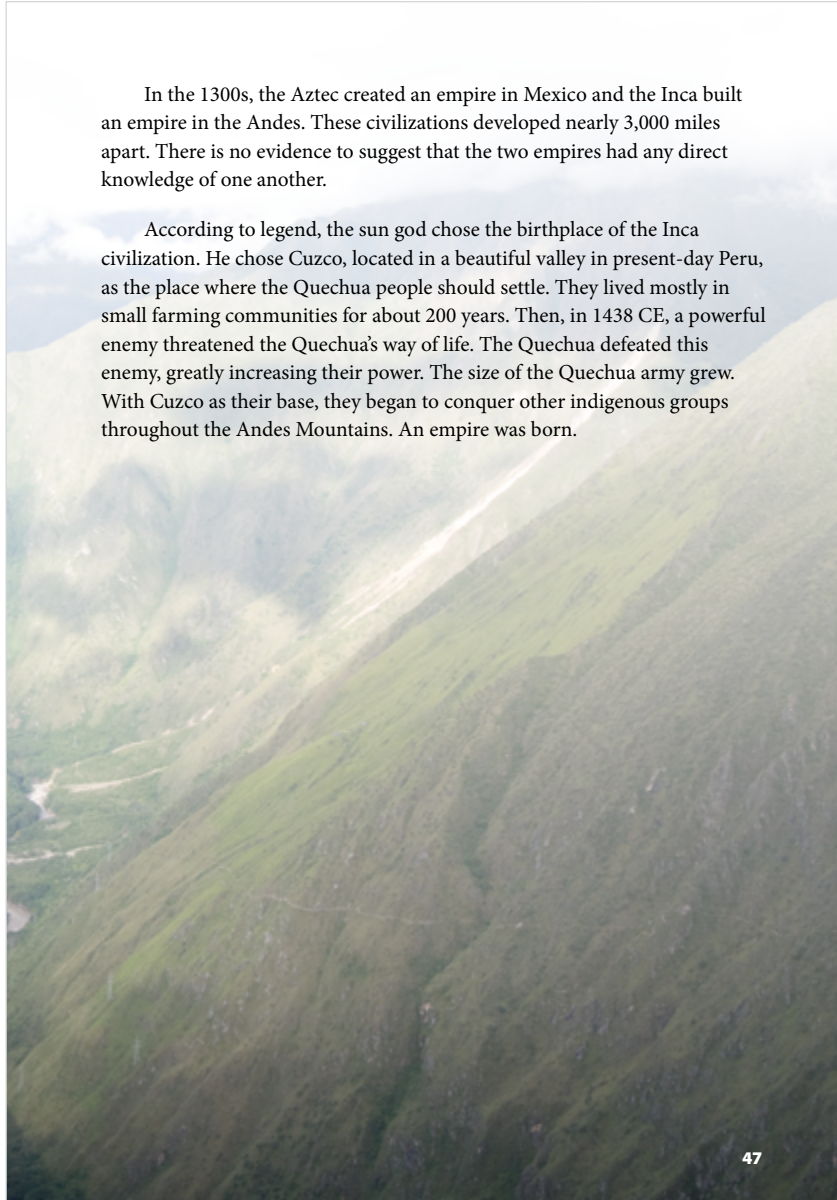 In the 1300s, the Aztec created an empire in Mexico and the Inca built
an empire in the Andes. These civilizations developed nearly 3,000 miles
apart. There is no evidence to suggest that the two empires had any direct
knowledge of one another.
According to legend, the sun god chose the birthplace of the Inca
civilization. He chose Cuzco, located in a beautiful valley in present-day Peru,
as the place where the Quechua people should settle. They lived mostly in
small farming communities for about 200 years. Then, in 1438 CE, a powerful
enemy threatened the Quechua’s way of life. The Quechua defeated this
enemy, greatly increasing their power. The size of the Quechua army grew.
With Cuzco as their base, they began to conquer other indigenous groups
throughout the Andes Mountains. An empire was born.
47